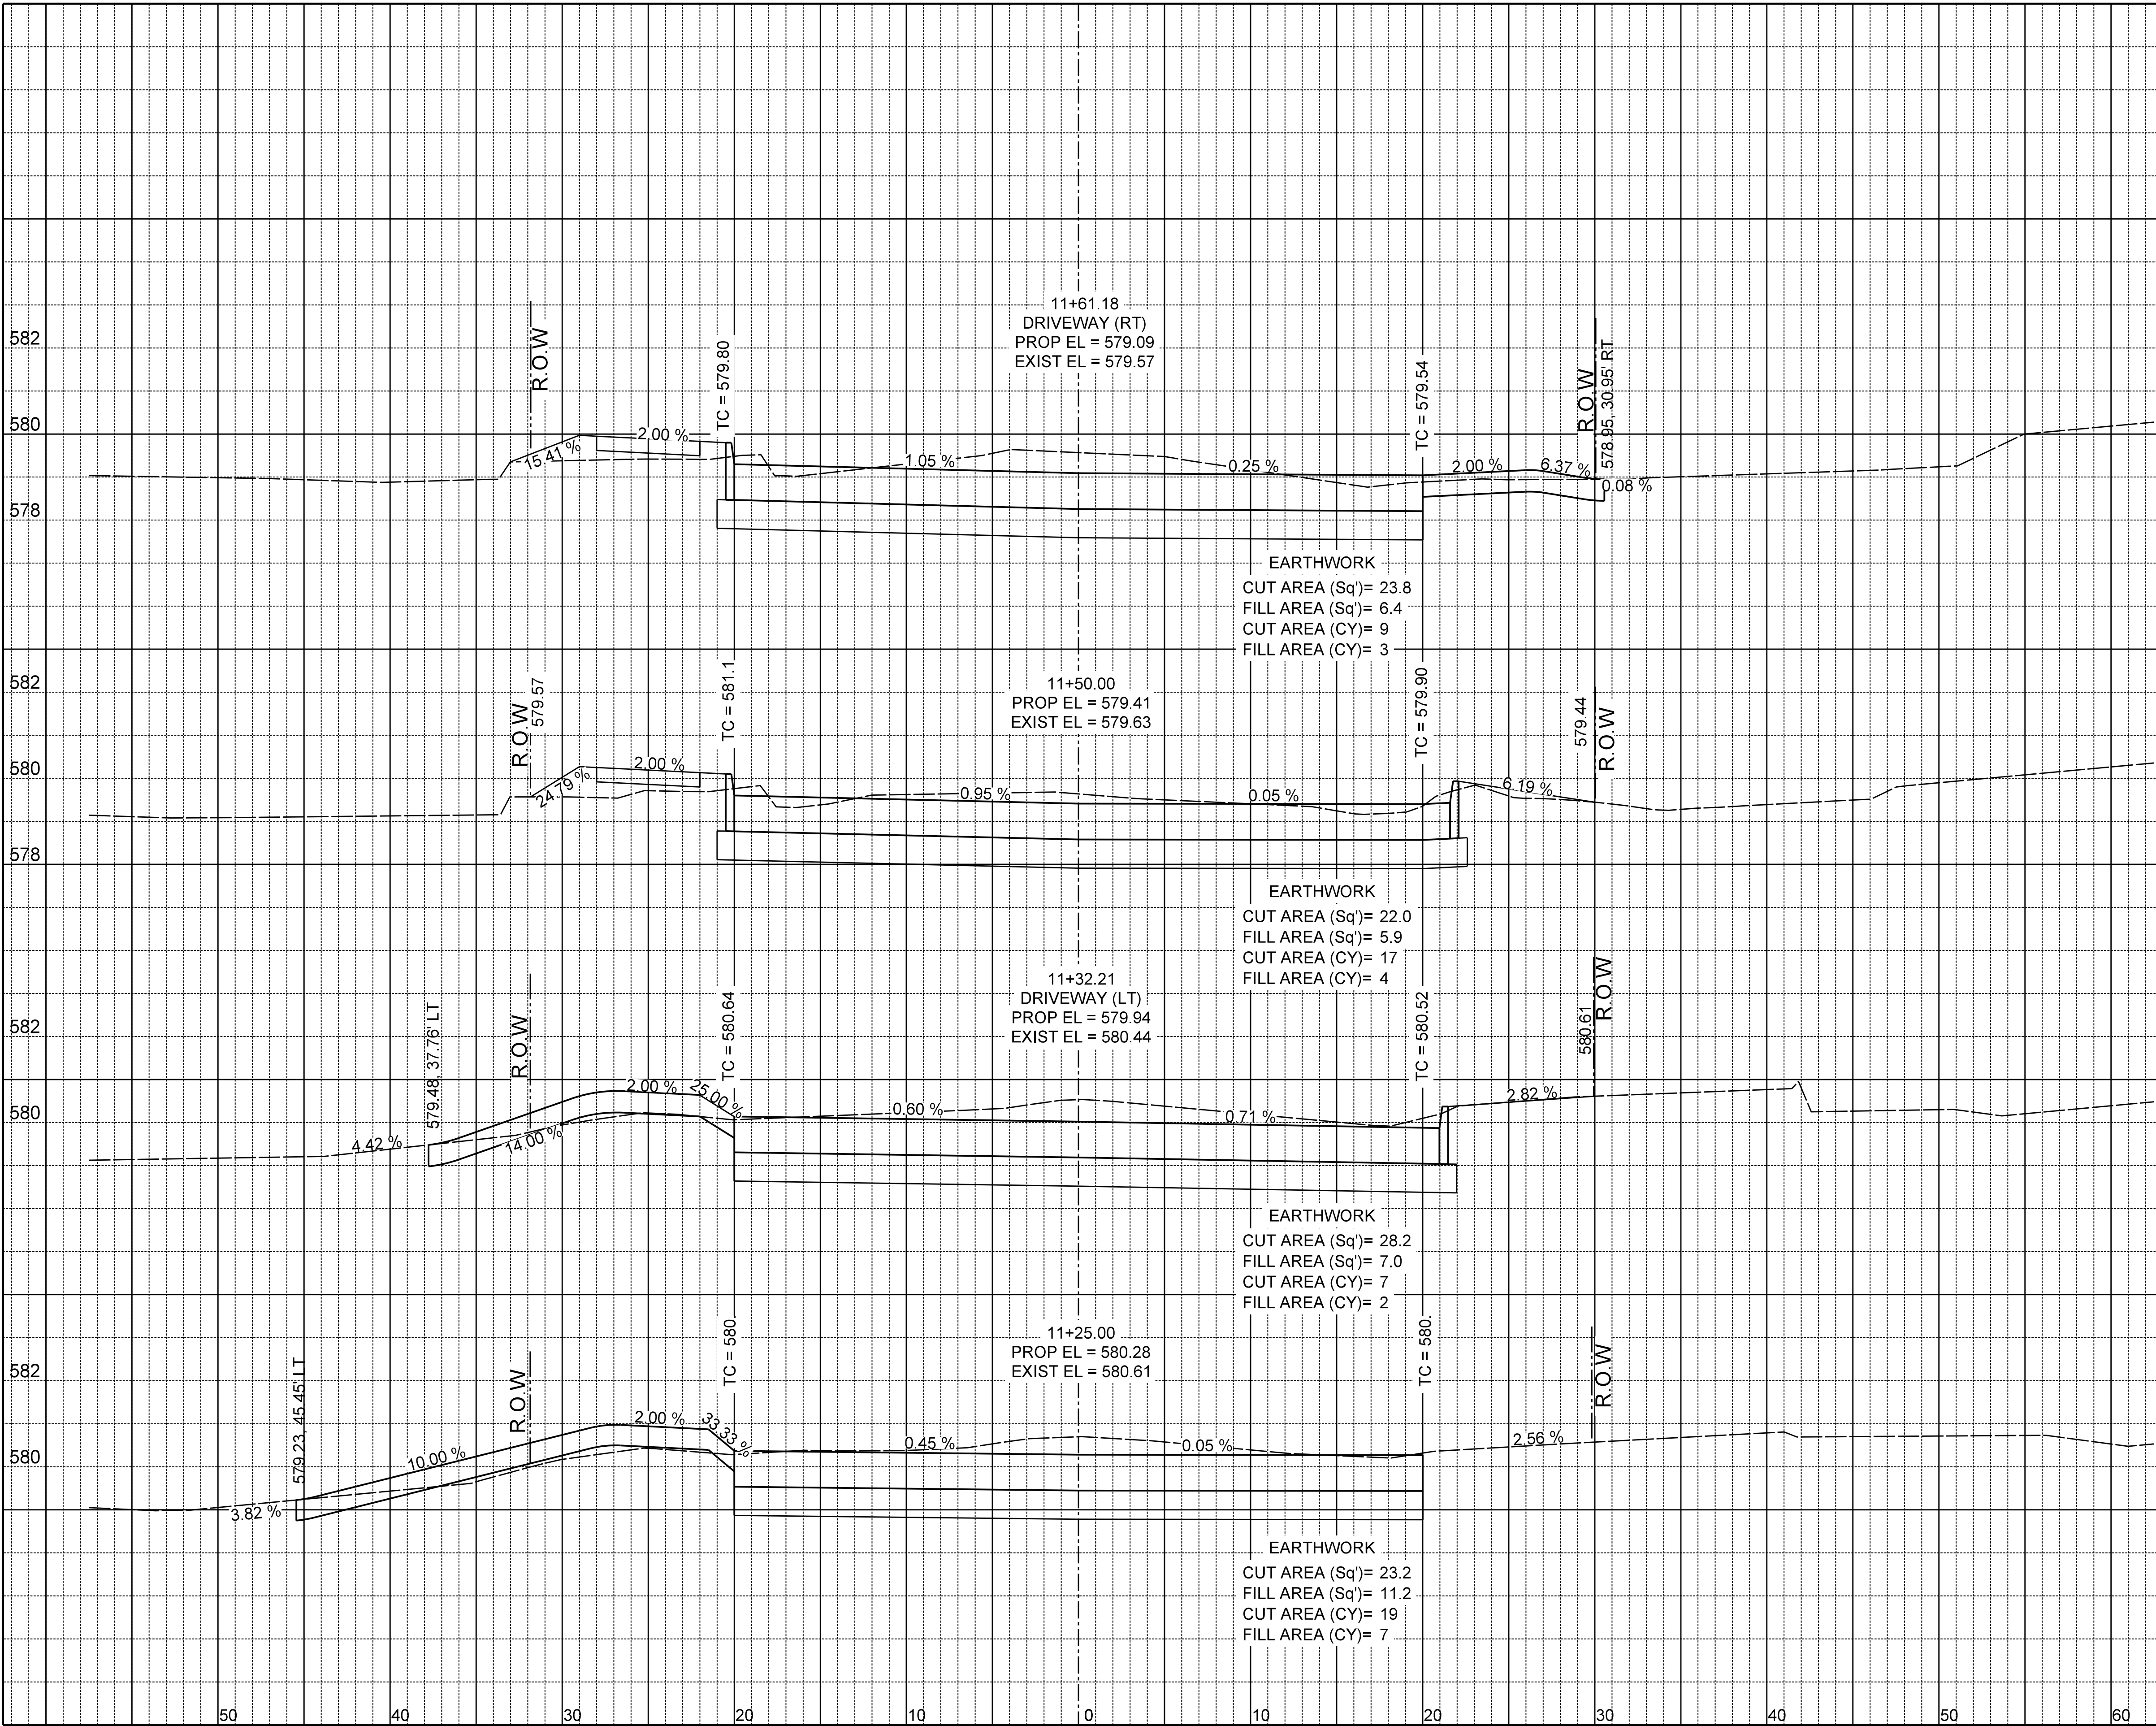 11+61.18
DRIVEWAY (RT)
PROP EL = 579.09
EXIST EL = 579.57
582
580
578
R.O.W
TC = 579.80
TC = 579.54
R.O.W
578.95, 30.95' RT
15.41 %
2.00 %
1.05 %
0.25 %
2.00 %
6.37 %
0.08 %
EARTHWORK
CUT AREA (Sq')= 23.8
FILL AREA (Sq')= 6.4
CUT AREA (CY)= 9
FILL AREA (CY)= 3
11+50.00
PROP EL = 579.41
EXIST EL = 579.63
582
580
578
R.O.W
579.57
TC = 581.1
TC = 579.90
579.44
R.O.W
24.79 %
2.00 %
0.95 %
0.05 %
6.19 %
EARTHWORK
CUT AREA (Sq')= 22.0
FILL AREA (Sq')= 5.9
CUT AREA (CY)= 17
FILL AREA (CY)= 4
11+32.21
DRIVEWAY (LT)
PROP EL = 579.94
EXIST EL = 580.44
582
580
579.48, 37.76' LT
R.O.W
TC = 580.64
TC = 580.52
580.61
R.O.W
4.42 %
14.00 %
2.00 %
25.00 %
0.60 %
0.71 %
2.82 %
EARTHWORK
CUT AREA (Sq')= 28.2
FILL AREA (Sq')= 7.0
CUT AREA (CY)= 7
FILL AREA (CY)= 2
11+25.00
PROP EL = 580.28
EXIST EL = 580.61
582
580
579.23, 45.45' LT
R.O.W
TC = 580.
TC = 580.
R.O.W
3.82 %
10.00 %
2.00 %
33.33 %
0.45 %
0.05 %
2.56 %
EARTHWORK
CUT AREA (Sq')= 23.2
FILL AREA (Sq')= 11.2
CUT AREA (CY)= 19
FILL AREA (CY)= 7
50 40 30 20 10 0 10 20 30 40 50 60